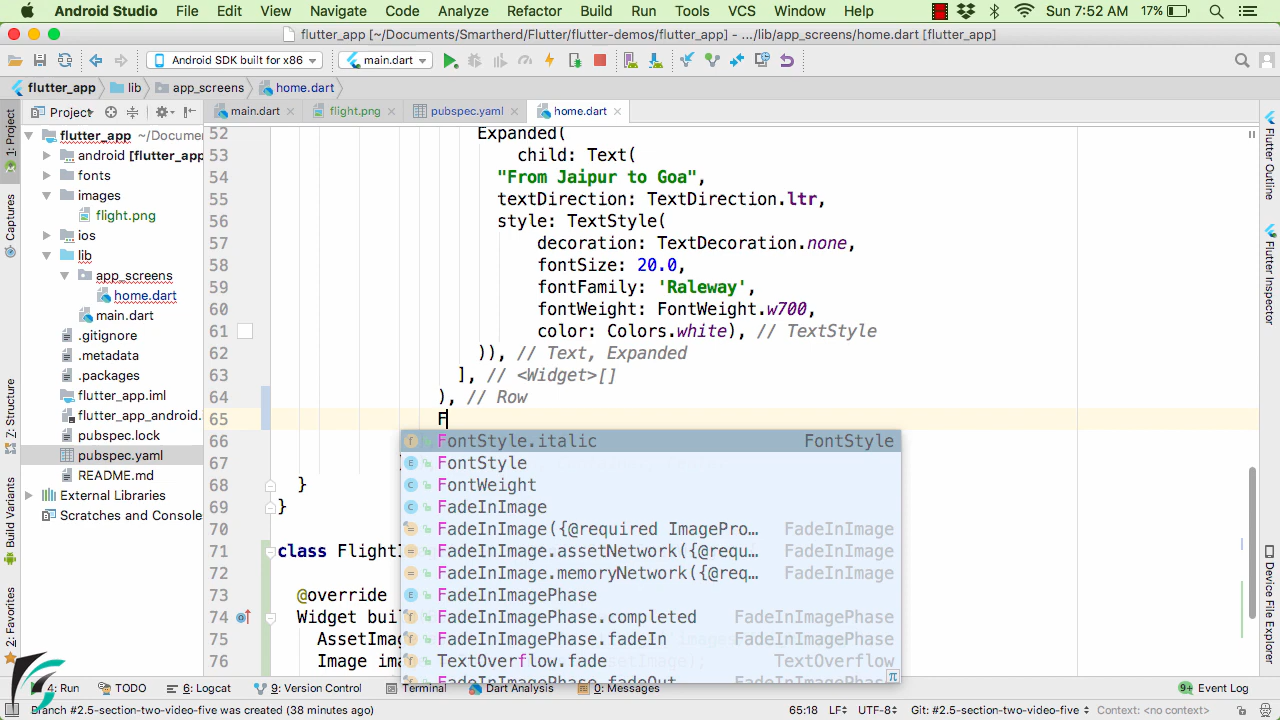 Android Studio File Edit View Navigate Code Analyze Refactor Build Run Tools VCS Window Help Sun 7:52 AM 17%
flutter_app [~/Documents/Smartherd/Flutter/flutter-demos/flutter_app] - .../lib/app_screens/home.dart [flutter_app]
Android SDK built for x86 main.dart
flutter_app lib app_screens home.dart
Project main.dart flight.png pubspec.yaml home.dart
1: Project
Captures
Z: Structure
Build Variants
2: Favorites
flutter_app ~/Docume
android [flutter_app
fonts
images
flight.png
ios
lib
app_screens
home.dart
main.dart
.gitignore
.metadata
.packages
flutter_app.iml
flutter_app_android.
pubspec.lock
pubspec.yaml
README.md
External Libraries
Scratches and Console
52 Expanded(
53 child: Text(
54 "From Jaipur to Goa",
55 textDirection: TextDirection.ltr,
56 style: TextStyle(
57 decoration: TextDecoration.none,
58 fontSize: 20.0,
59 fontFamily: 'Raleway',
60 fontWeight: FontWeight.w700,
61 color: Colors.white), // TextStyle
62 )), // Text, Expanded
63 ], // <Widget>[]
64 ), // Row
65 F
66
67
68 }
69 }
70
71 class FlightI
72
73 @override
74 Widget bui
75 AssetImag
76 Image ima
FontStyle.italic FontStyle
FontStyle
FontWeight
FadeInImage
FadeInImage({@required ImagePro... FadeInImage
FadeInImage.assetNetwork({@requ... FadeInImage
FadeInImage.memoryNetwork({@req... FadeInImage
FadeInImagePhase
FadeInImagePhase.completed FadeInImagePhase
FadeInImagePhase.fadeIn FadeInImagePhase
TextOverflow.fade TextOverflow
FadeInImagePhase.fadeOut FadeInImagePhase
π
Flutter Outline
Flutter Inspector
Device File Explorer
4: Run TODO 6: Logcat 9: Version Control Terminal Dart Analysis 0: Messages 9+ Event Log
Branch #2.5-section-two-video-five was created (38 minutes ago) 65:18 LF UTF-8 Git: #2.5-section-two-video-five Context: <no context>